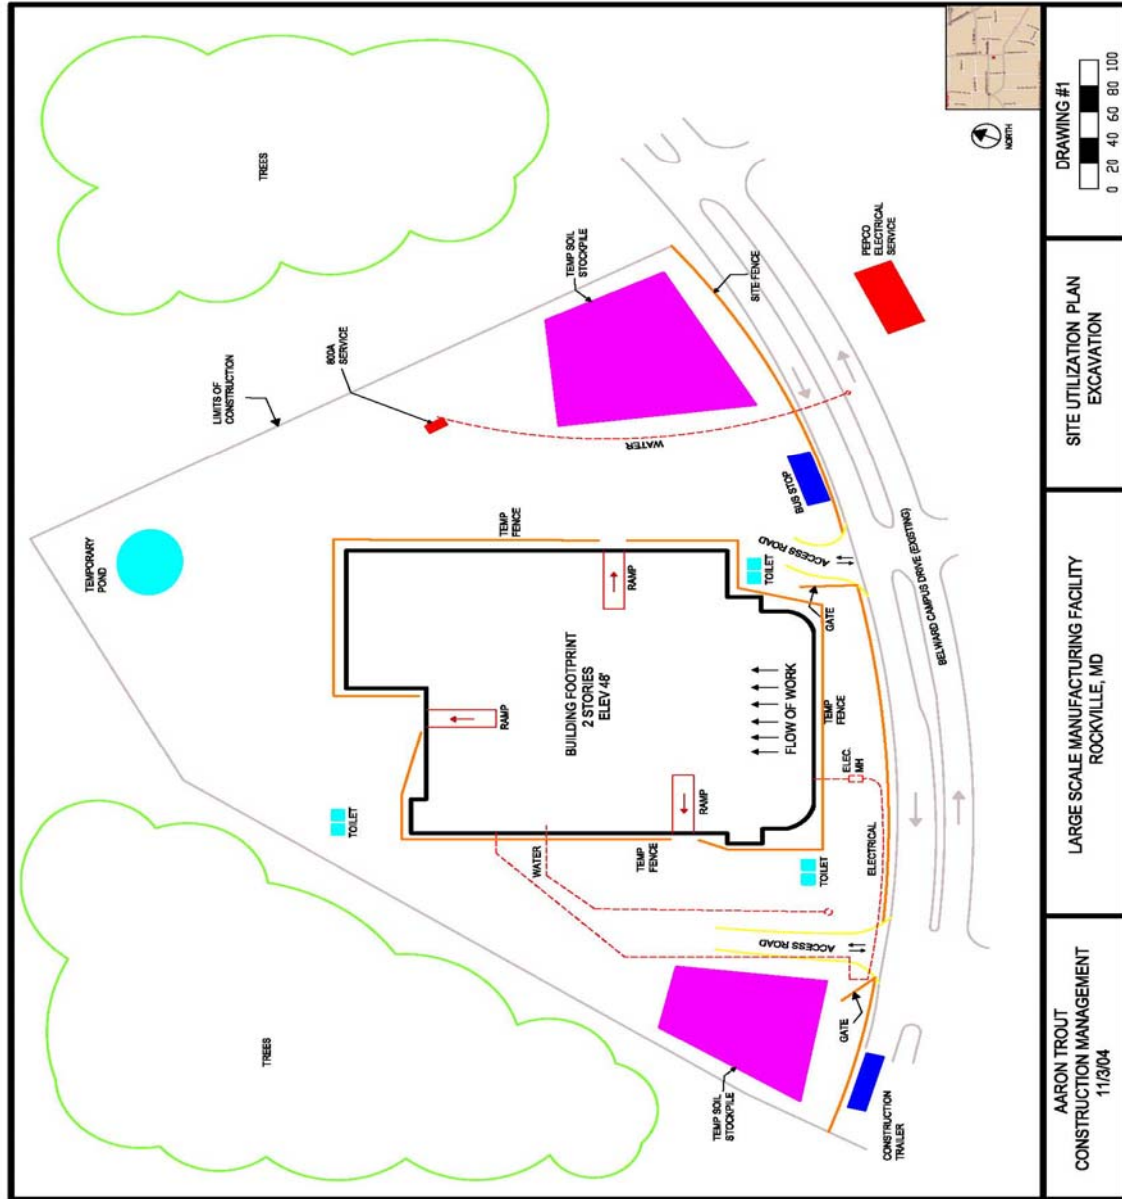 TREES
TEMP SOIL
STOCKPILE
800A
SERVICE
LIMITS OF
CONSTRUCTION
TEMPORARY
POND
TEMP
FENCE
WATER
SITE FENCE
PEPCO
ELECTRICAL
SERVICE
BUS STOP
ACCESS ROAD
TOILET
GATE
RAMP
BUILDING FOOTPRINT
2 STORIES
ELEV 48'
RAMP
FLOW OF WORK
TEMP
FENCE
RAMP
ELEC.
MH
BELWARD CAMPUS DRIVE (EXISTING)
TOILET
WATER
TEMP
FENCE
TOILET
ELECTRICAL
ACCESS ROAD
GATE
TREES
TEMP SOIL
STOCKPILE
CONSTRUCTION
TRAILER
NORTH
AARON TROUT
CONSTRUCTION MANAGEMENT
11/3/04
LARGE SCALE MANUFACTURING FACILITY
ROCKVILLE, MD
SITE UTILIZATION PLAN
EXCAVATION
DRAWING #1
0 20 40 60 80 100